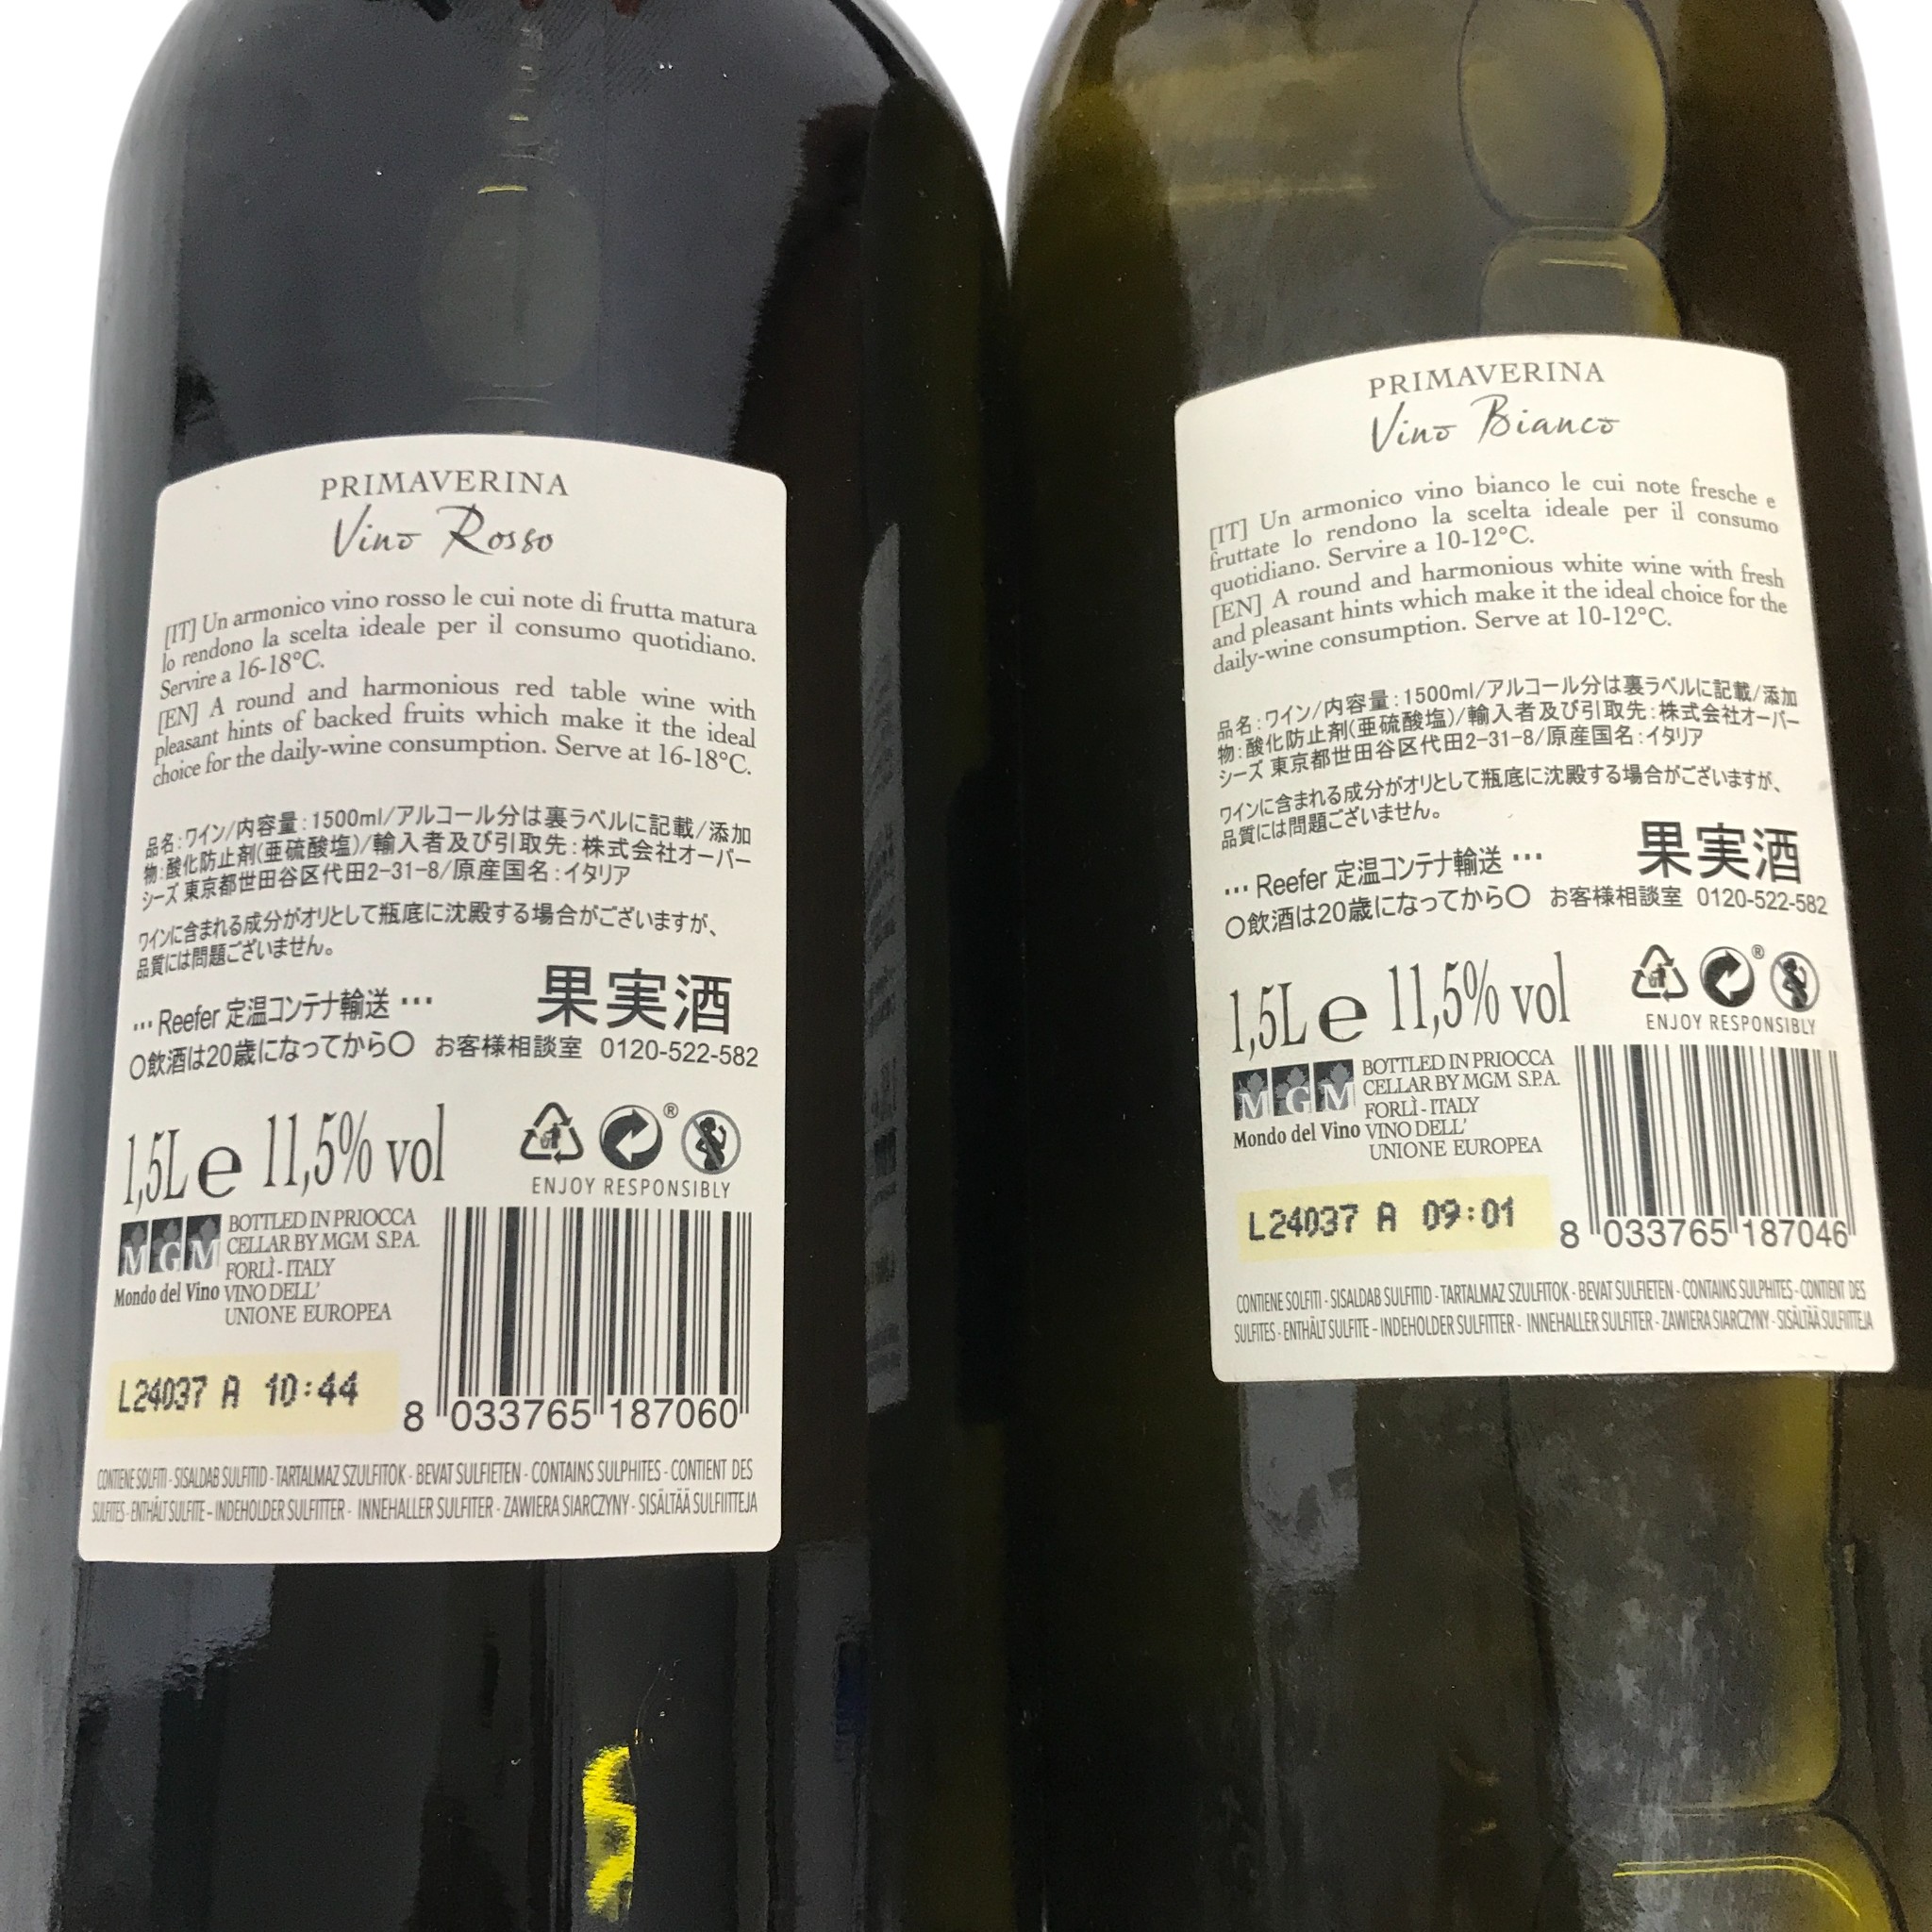 PRIMAVERINA
Vino Rosso
[IT] Un armonico vino rosso le cui note di frutta matura
lo rendono la scelta ideale per il consumo quotidiano.
Servire a 16-18°C.
[EN] A round and harmonious red table wine with
pleasant hints of backed fruits which make it the ideal
choice for the daily-wine consumption. Serve at 16-18°C.
品名:ワイン/内容量:1500ml/アルコール分は裏ラベルに記載/添加
物:酸化防止剤(亜硫酸塩)/輸入者及び引取先:株式会社オーバー
シーズ 東京都世田谷区代田2-31-8/原産国名:イタリア
ワインに含まれる成分がオリとして瓶底に沈殿する場合がございますが、
品質には問題ございません。
… Reefer 定温コンテナ輸送 …
果実酒
〇飲酒は20歳になってから〇 お客様相談室 0120-522-582
1,5L e 11,5% vol
ENJOY RESPONSIBLY
MGM
Mondo del Vino
BOTTLED IN PRIOCCA
CELLAR BY MGM S.P.A.
FORLÌ - ITALY
VINO DELL'
UNIONE EUROPEA
L24037 A 10:44
8 033765 187060
CONTIENE SOLFITI - SISALDAB SULFITID - TARTALMAZ SZULFITOK - BEVAT SULFIETEN - CONTAINS SULPHITES - CONTIENT DES
SULFITES - ENTHÄLT SULFITE – INDEHOLDER SULFITTER - INNEHALLER SULFITER - ZAWIERA SIARCZYNY - SISÄLTÄÄ SULFIITTEJA
PRIMAVERINA
Vino Bianco
[IT] Un armonico vino bianco le cui note fresche e
fruttate lo rendono la scelta ideale per il consumo
quotidiano. Servire a 10-12°C.
[EN] A round and harmonious white wine with fresh
and pleasant hints which make it the ideal choice for the
daily-wine consumption. Serve at 10-12°C.
品名:ワイン/内容量:1500ml/アルコール分は裏ラベルに記載/添加
物:酸化防止剤(亜硫酸塩)/輸入者及び引取先:株式会社オーバー
シーズ 東京都世田谷区代田2-31-8/原産国名:イタリア
ワインに含まれる成分がオリとして瓶底に沈殿する場合がございますが、
品質には問題ございません。
… Reefer 定温コンテナ輸送 …
果実酒
〇飲酒は20歳になってから〇 お客様相談室 0120-522-582
1,5L e 11,5% vol
ENJOY RESPONSIBLY
MGM
Mondo del Vino
BOTTLED IN PRIOCCA
CELLAR BY MGM S.P.A.
FORLÌ - ITALY
VINO DELL'
UNIONE EUROPEA
L24037 A 09:01
8 033765 187046
CONTIENE SOLFITI - SISALDAB SULFITID - TARTALMAZ SZULFITOK - BEVAT SULFIETEN - CONTAINS SULPHITES - CONTIENT DES
SULFITES - ENTHÄLT SULFITE – INDEHOLDER SULFITTER - INNEHALLER SULFITER - ZAWIERA SIARCZYNY - SISÄLTÄÄ SULFIITTEJA